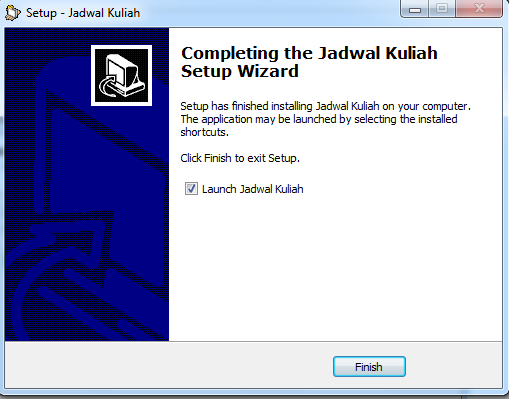 Setup - Jadwal Kuliah
Completing the Jadwal Kuliah
Setup Wizard
Setup has finished installing Jadwal Kuliah on your computer.
The application may be launched by selecting the installed
shortcuts.
Click Finish to exit Setup.
Launch Jadwal Kuliah
Finish